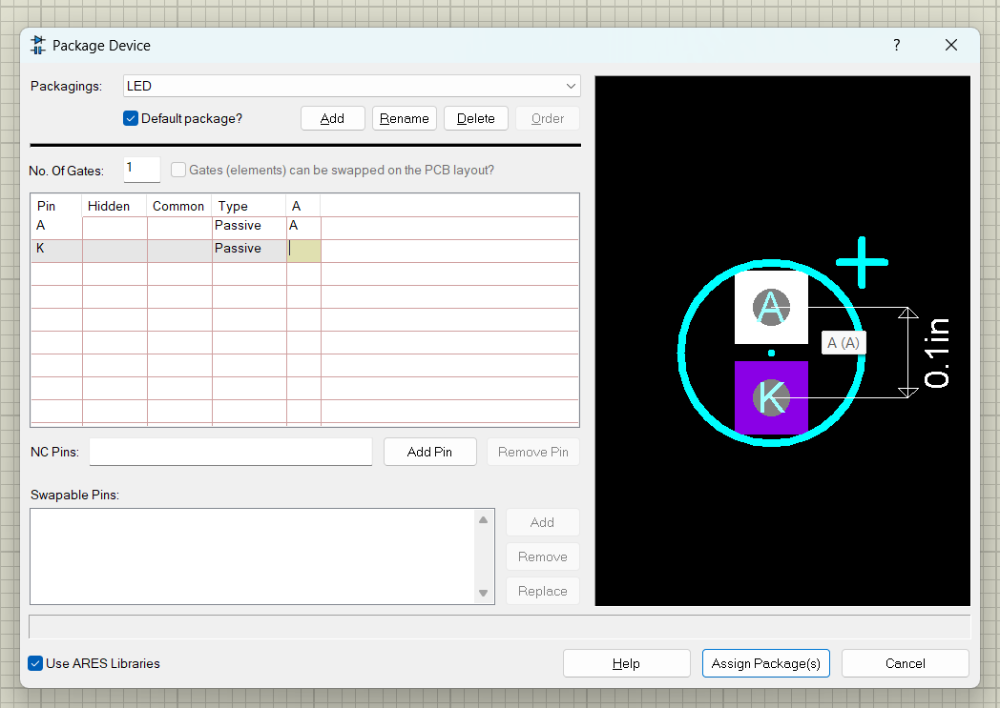 Package Device ?
Packagings: LED
Default package? Add Rename Delete Order
No. Of Gates: 1 Gates (elements) can be swapped on the PCB layout?
Pin Hidden Common Type A
A Passive A
K Passive
NC Pins: Add Pin Remove Pin
Swapable Pins:
Add
Remove
Replace
Use ARES Libraries
Help Assign Package(s) Cancel
A
A (A)
K
0.1in